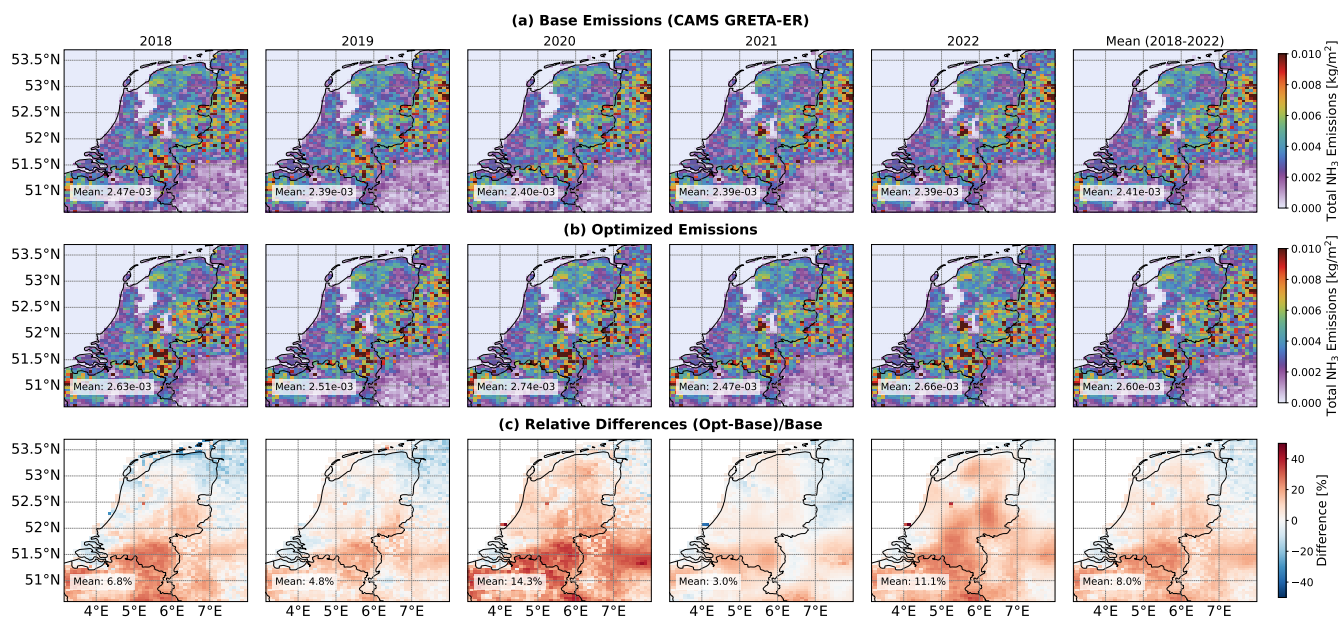 (a) Base Emissions (CAMS GRETA-ER)
2018 2019 2020 2021 2022 Mean (2018-2022)
53.5°N
53°N
52.5°N
52°N
51.5°N
51°N
Mean: 2.47e-03 Mean: 2.39e-03 Mean: 2.40e-03 Mean: 2.39e-03 Mean: 2.39e-03 Mean: 2.41e-03
0.010
0.008
0.006
0.004
0.002
0.000
Total NH₃ Emissions [kg/m²]
(b) Optimized Emissions
53.5°N
53°N
52.5°N
52°N
51.5°N
51°N
Mean: 2.63e-03 Mean: 2.51e-03 Mean: 2.74e-03 Mean: 2.47e-03 Mean: 2.66e-03 Mean: 2.60e-03
0.010
0.008
0.006
0.004
0.002
0.000
Total NH₃ Emissions [kg/m²]
(c) Relative Differences (Opt-Base)/Base
53.5°N
53°N
52.5°N
52°N
51.5°N
51°N
Mean: 6.8% Mean: 4.8% Mean: 14.3% Mean: 3.0% Mean: 11.1% Mean: 8.0%
4°E 5°E 6°E 7°E 4°E 5°E 6°E 7°E 4°E 5°E 6°E 7°E 4°E 5°E 6°E 7°E 4°E 5°E 6°E 7°E 4°E 5°E 6°E 7°E
40
20
0
−20
−40
Difference [%]